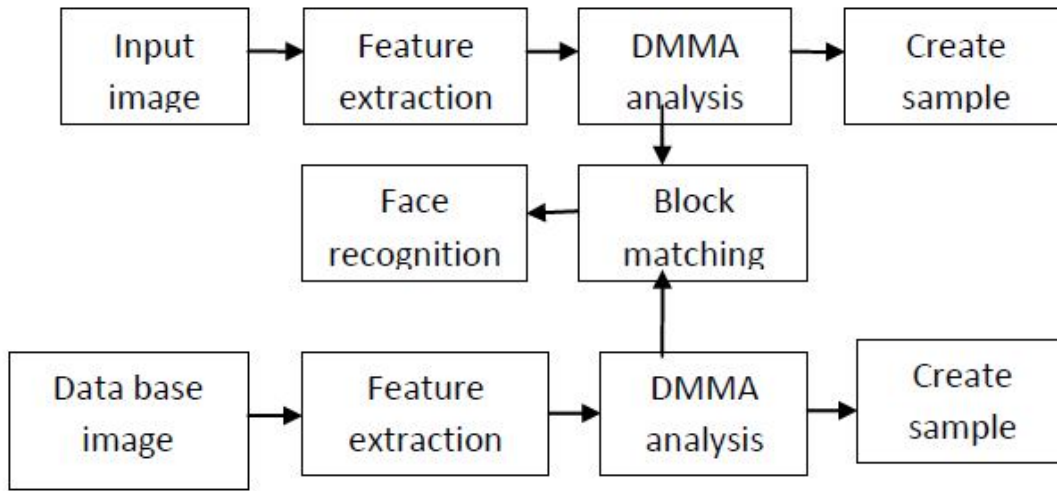 Input
image
Feature
extraction
DMMA
analysis
Create
sample
Face
recognition
Block
matching
Data base
image
Feature
extraction
DMMA
analysis
Create
sample